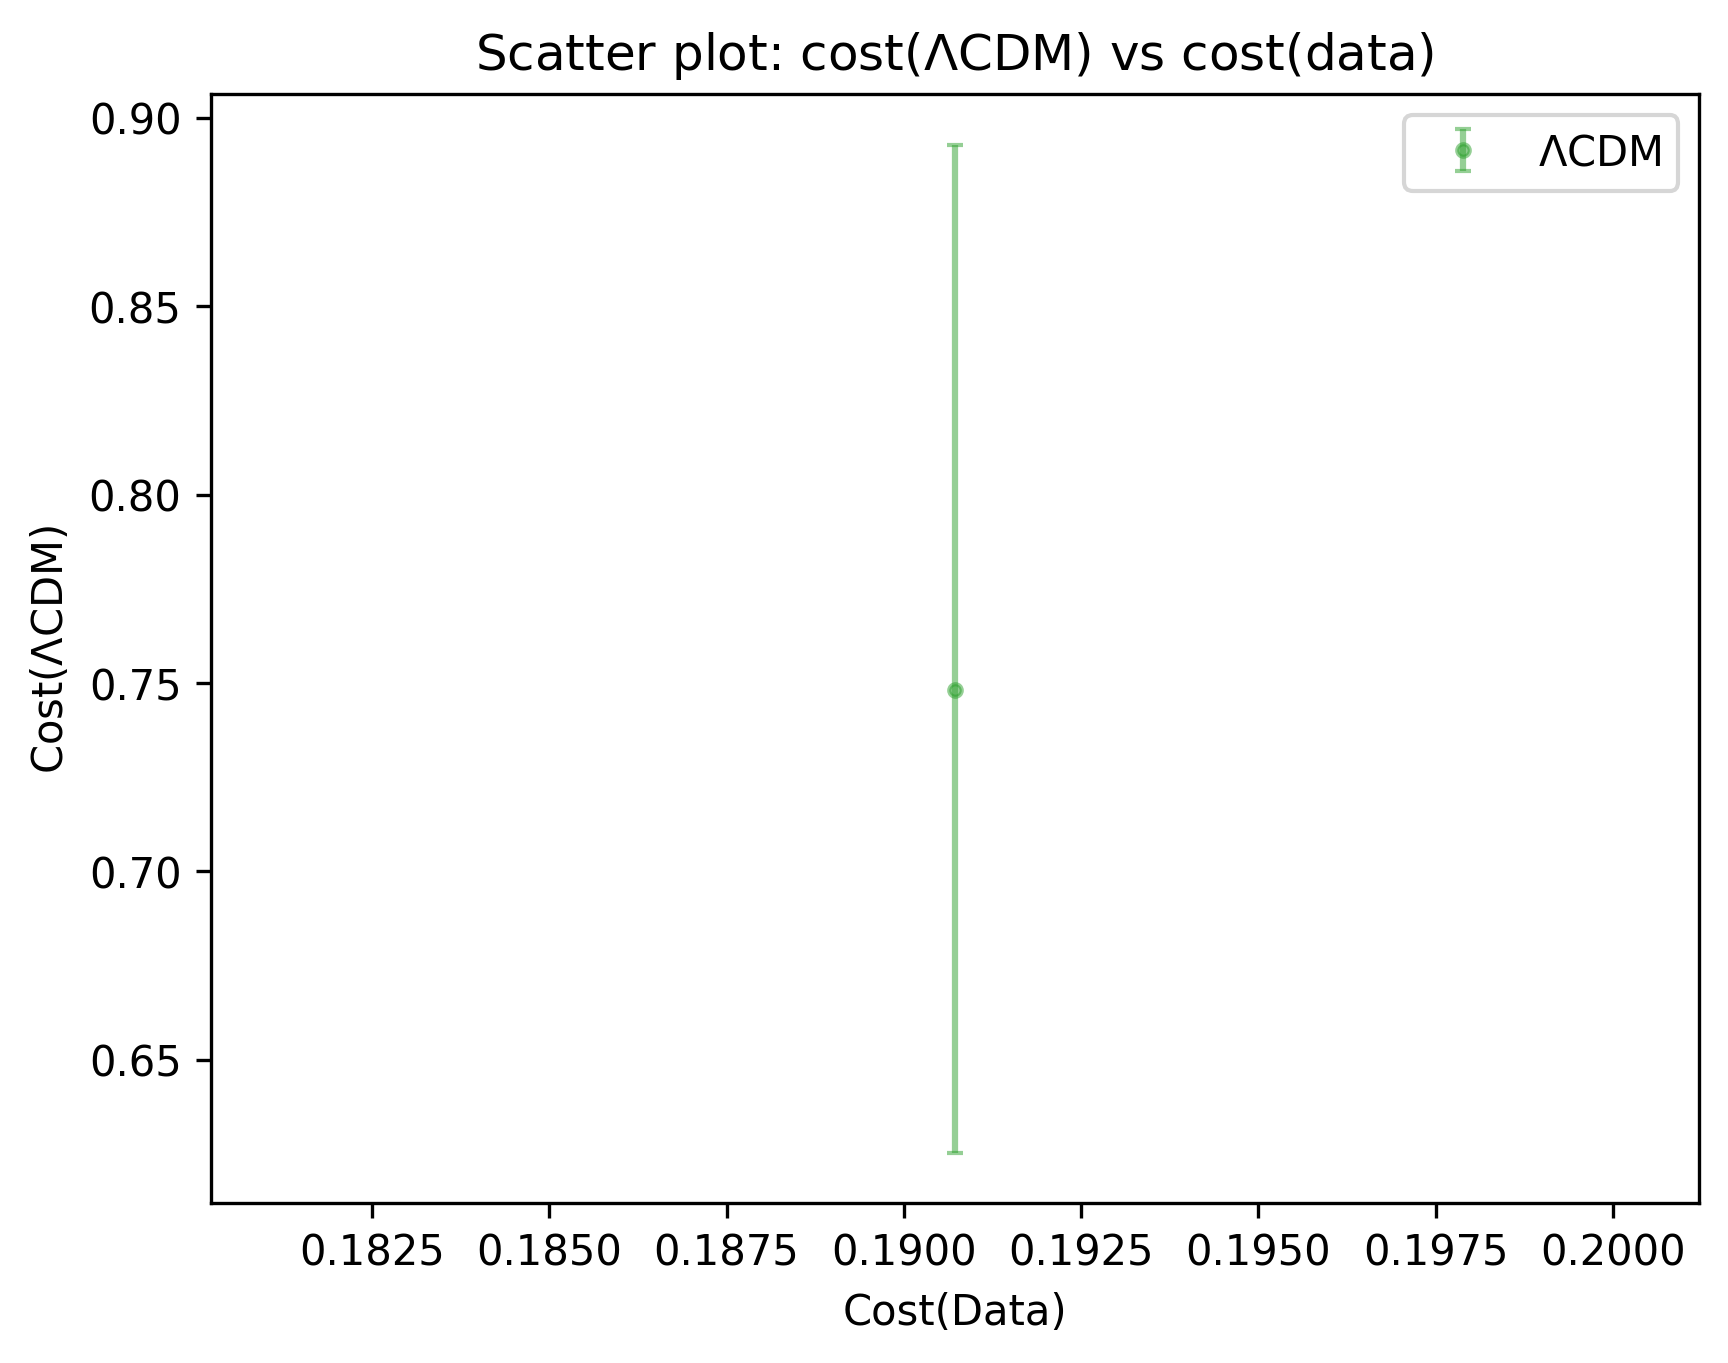 Scatter plot: cost(ΛCDM) vs cost(data)
ΛCDM
Cost(ΛCDM)
0.90
0.85
0.80
0.75
0.70
0.65
0.1825 0.1850 0.1875 0.1900 0.1925 0.1950 0.1975 0.2000
Cost(Data)